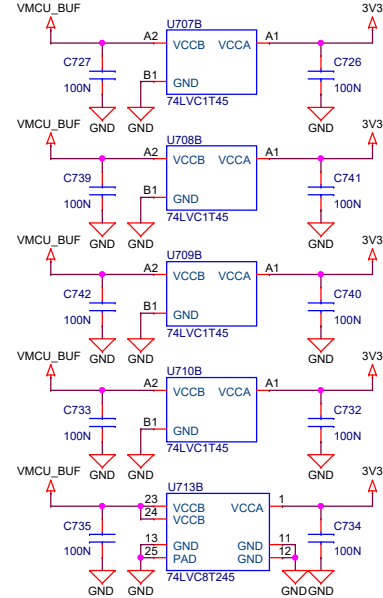 VMCU_BUF U707B 3V3
A2 VCCB VCCA A1
C727 C726
B1 GND
100N 100N
74LVC1T45
GND GND GND
VMCU_BUF U708B 3V3
A2 VCCB VCCA A1
C739 C741
B1 GND
100N 100N
74LVC1T45
GND GND GND
VMCU_BUF U709B 3V3
A2 VCCB VCCA A1
C742 C740
B1 GND
100N 100N
74LVC1T45
GND GND GND
VMCU_BUF U710B 3V3
A2 VCCB VCCA A1
C733 C732
B1 GND
100N 100N
74LVC1T45
GND GND GND
VMCU_BUF U713B 3V3
23 VCCB VCCA 1
24 VCCB
C735 C734
13 GND GND 11
25 PAD GND 12
100N 100N
74LVC8T245
GND GND GND GND